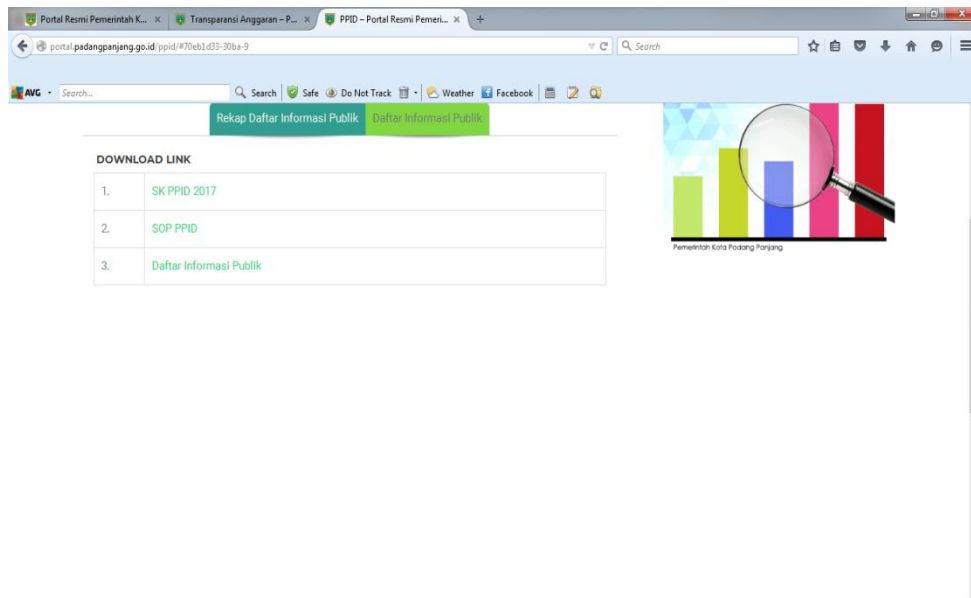 Portal Resmi Pemerintah K...
Transparansi Anggaran – P...
PPID – Portal Resmi Pemeri...
portal.padangpanjang.go.id/ppid/#70eb1d33-30ba-9
Search
AVG Search... Search Safe Do Not Track Weather Facebook
Rekap Daftar Informasi Publik Daftar Informasi Publik
DOWNLOAD LINK
1. SK PPID 2017
2. SOP PPID
3. Daftar Informasi Publik
Pemerintah Kota Padang Panjang